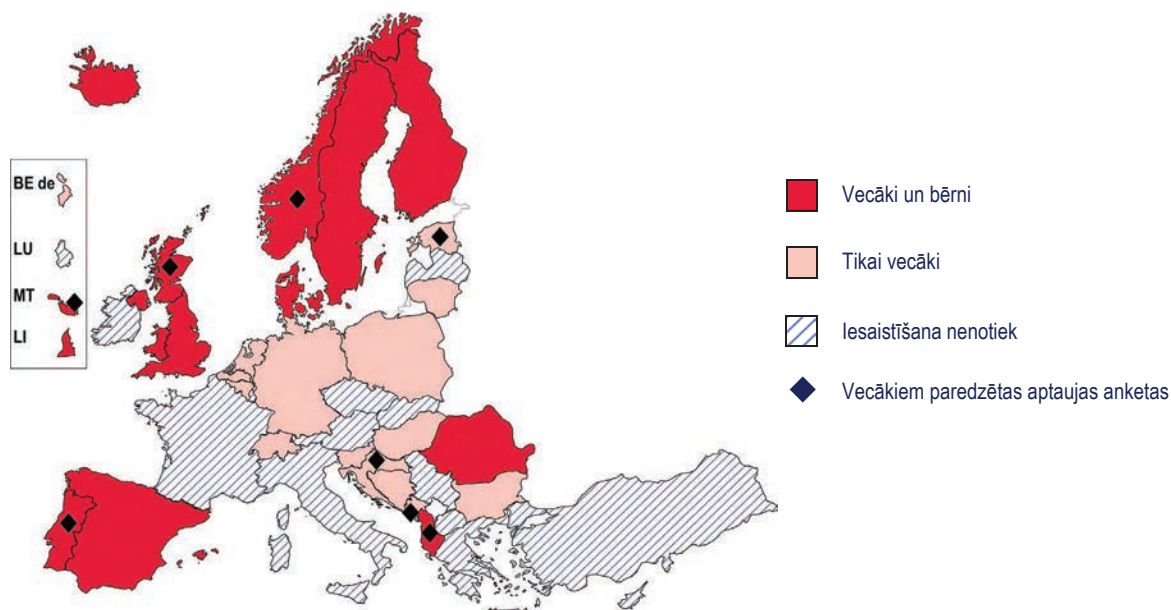 BE de
LU
MT
LI
Vecāki un bērni
Tikai vecāki
Iesaistīšana nenotiek
Vecākiem paredzētas aptaujas anketas